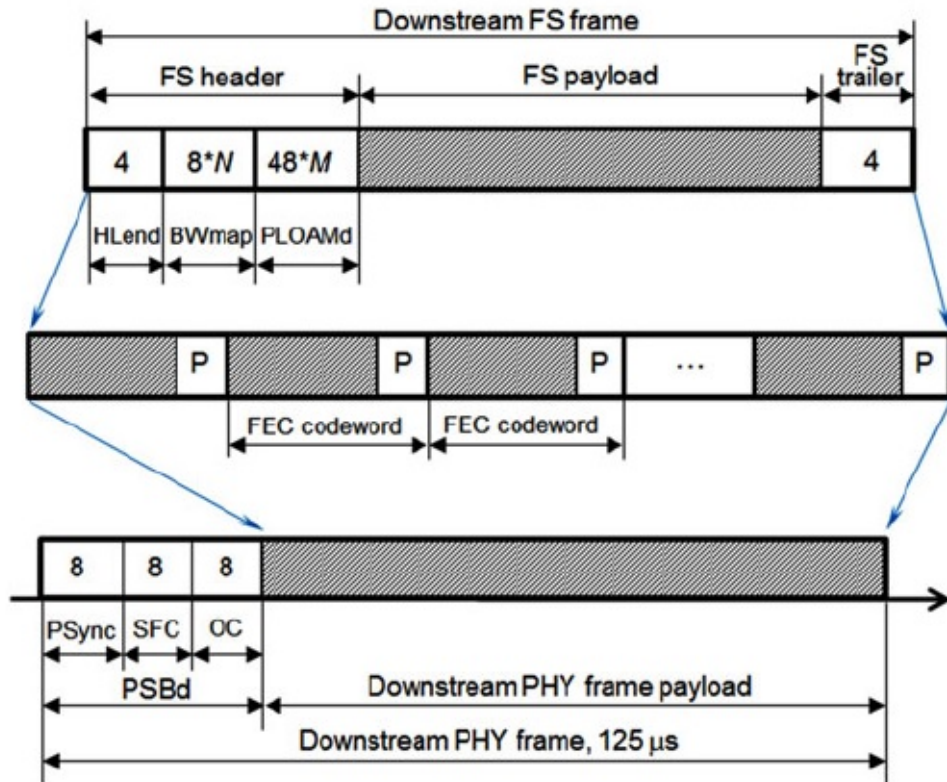 Downstream FS frame
FS header FS payload FS trailer
4 8*N 48*M 4
HLend BWmap PLOAMd
P P P ... P
FEC codeword FEC codeword
8 8 8
PSync SFC OC
PSBd Downstream PHY frame payload
Downstream PHY frame, 125 μs